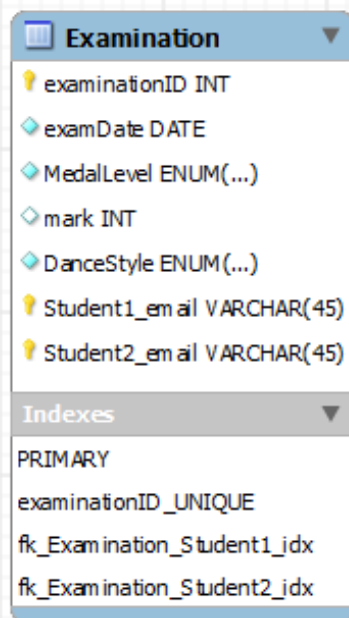 Examination
examinationID INT
examDate DATE
MedalLevel ENUM(...)
mark INT
DanceStyle ENUM(...)
Student1_email VARCHAR(45)
Student2_email VARCHAR(45)
Indexes
PRIMARY
examinationID_UNIQUE
fk_Examination_Student1_idx
fk_Examination_Student2_idx